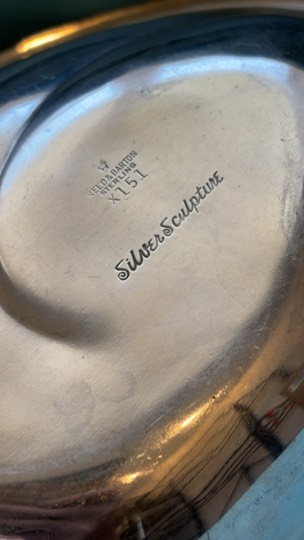 REED & BARTON
STERLING
X151
Silver Sculpture